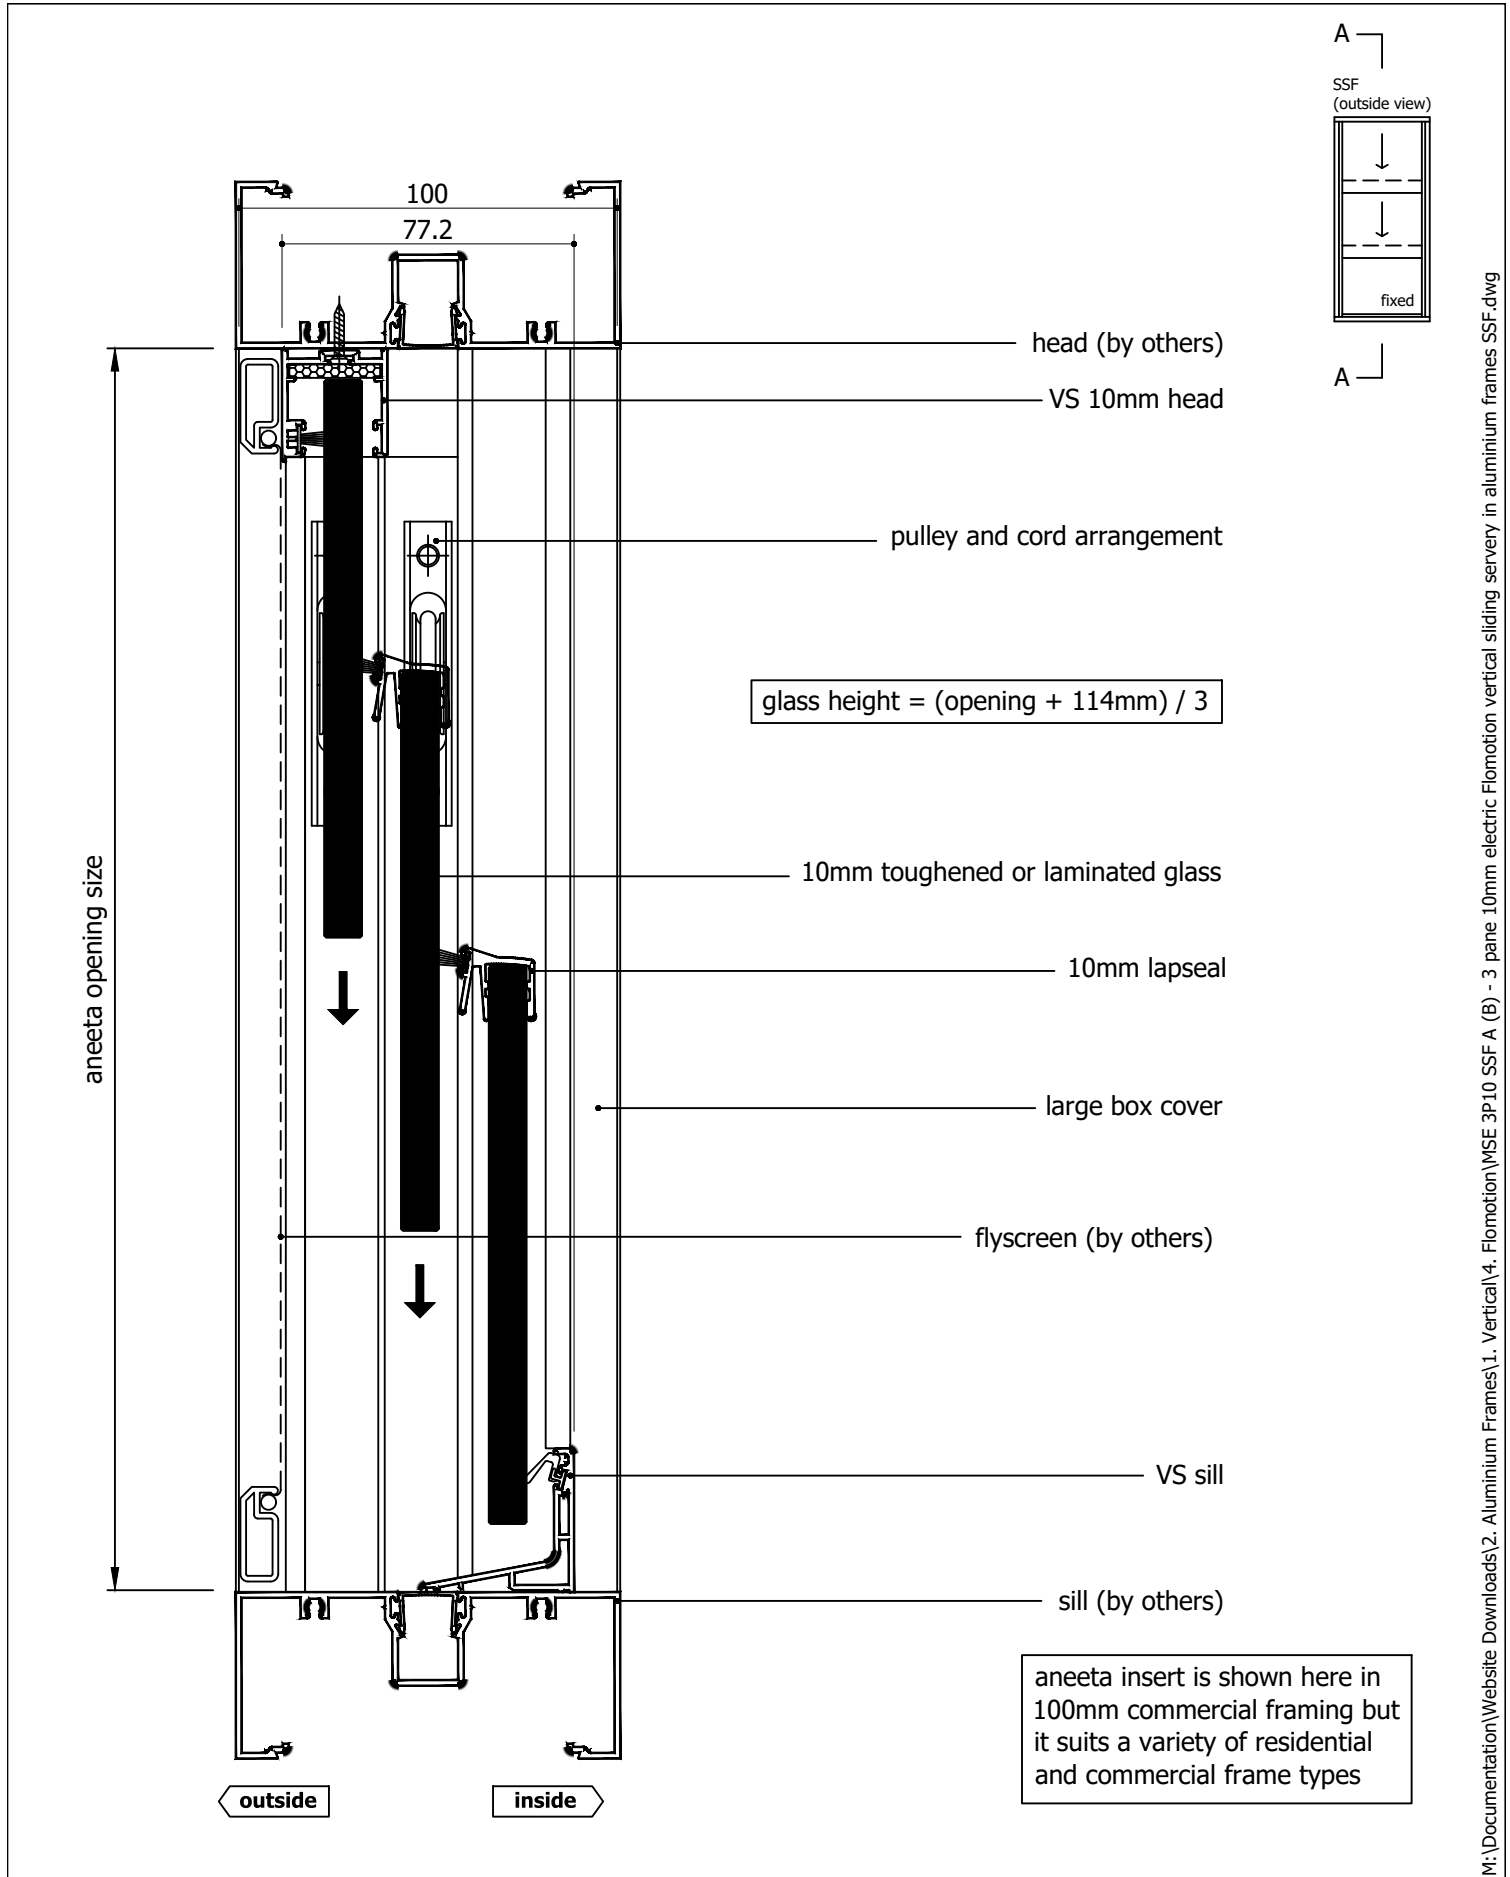 A
SSF
(outside view)
fixed
A
100
77.2
head (by others)
VS 10mm head
pulley and cord arrangement
glass height = (opening + 114mm) / 3
10mm toughened or laminated glass
10mm lapseal
large box cover
flyscreen (by others)
VS sill
sill (by others)
aneeta opening size
aneeta insert is shown here in
100mm commercial framing but
it suits a variety of residential
and commercial frame types
outside
inside
M:\Documentation\Website Downloads\2. Aluminium Frames\1. Vertical\4. Flomotion\MSE 3P10 SSF A (B) - 3 pane 10mm electric Flomotion vertical sliding servery in aluminium frames SSF.dwg